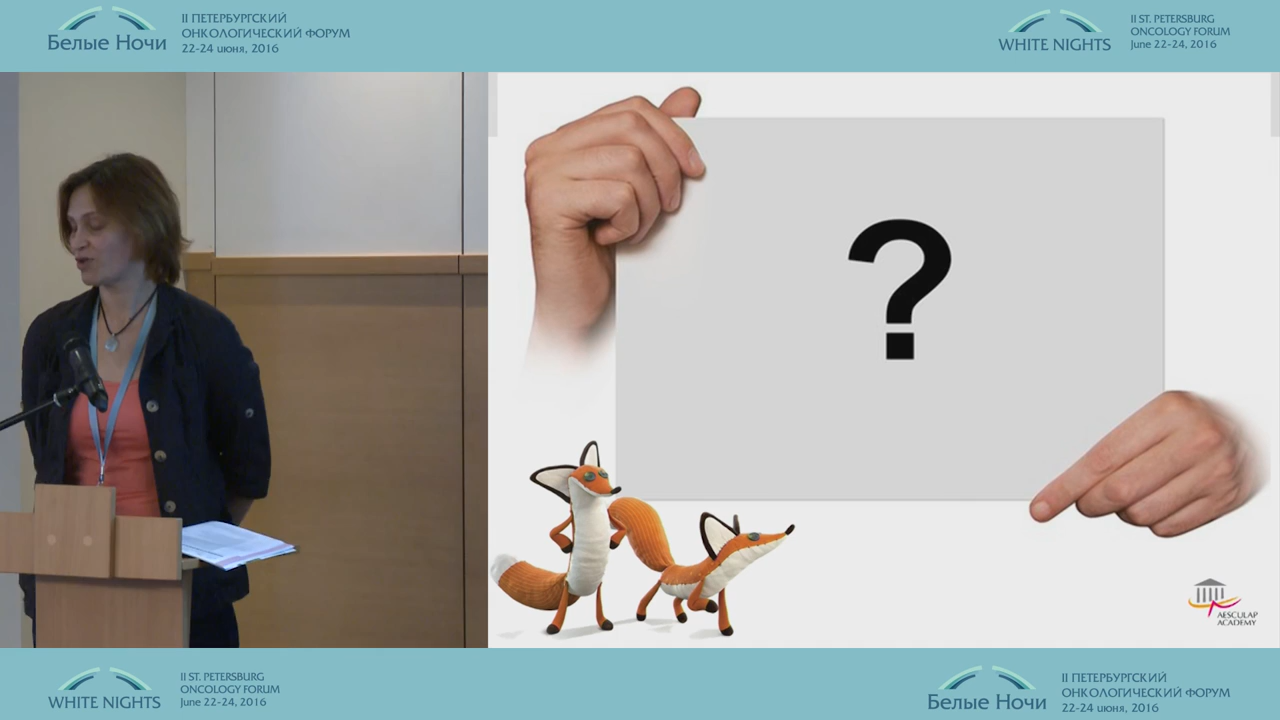 Белые Ночи
II ПЕТЕРБУРГСКИЙ
ОНКОЛОГИЧЕСКИЙ ФОРУМ
22-24 июня, 2016
WHITE NIGHTS
II ST. PETERSBURG
ONCOLOGY FORUM
June 22-24, 2016
?
AESCULAP
ACADEMY
WHITE NIGHTS
II ST. PETERSBURG
ONCOLOGY FORUM
June 22-24, 2016
Белые Ночи
II ПЕТЕРБУРГСКИЙ
ОНКОЛОГИЧЕСКИЙ ФОРУМ
22-24 июня, 2016